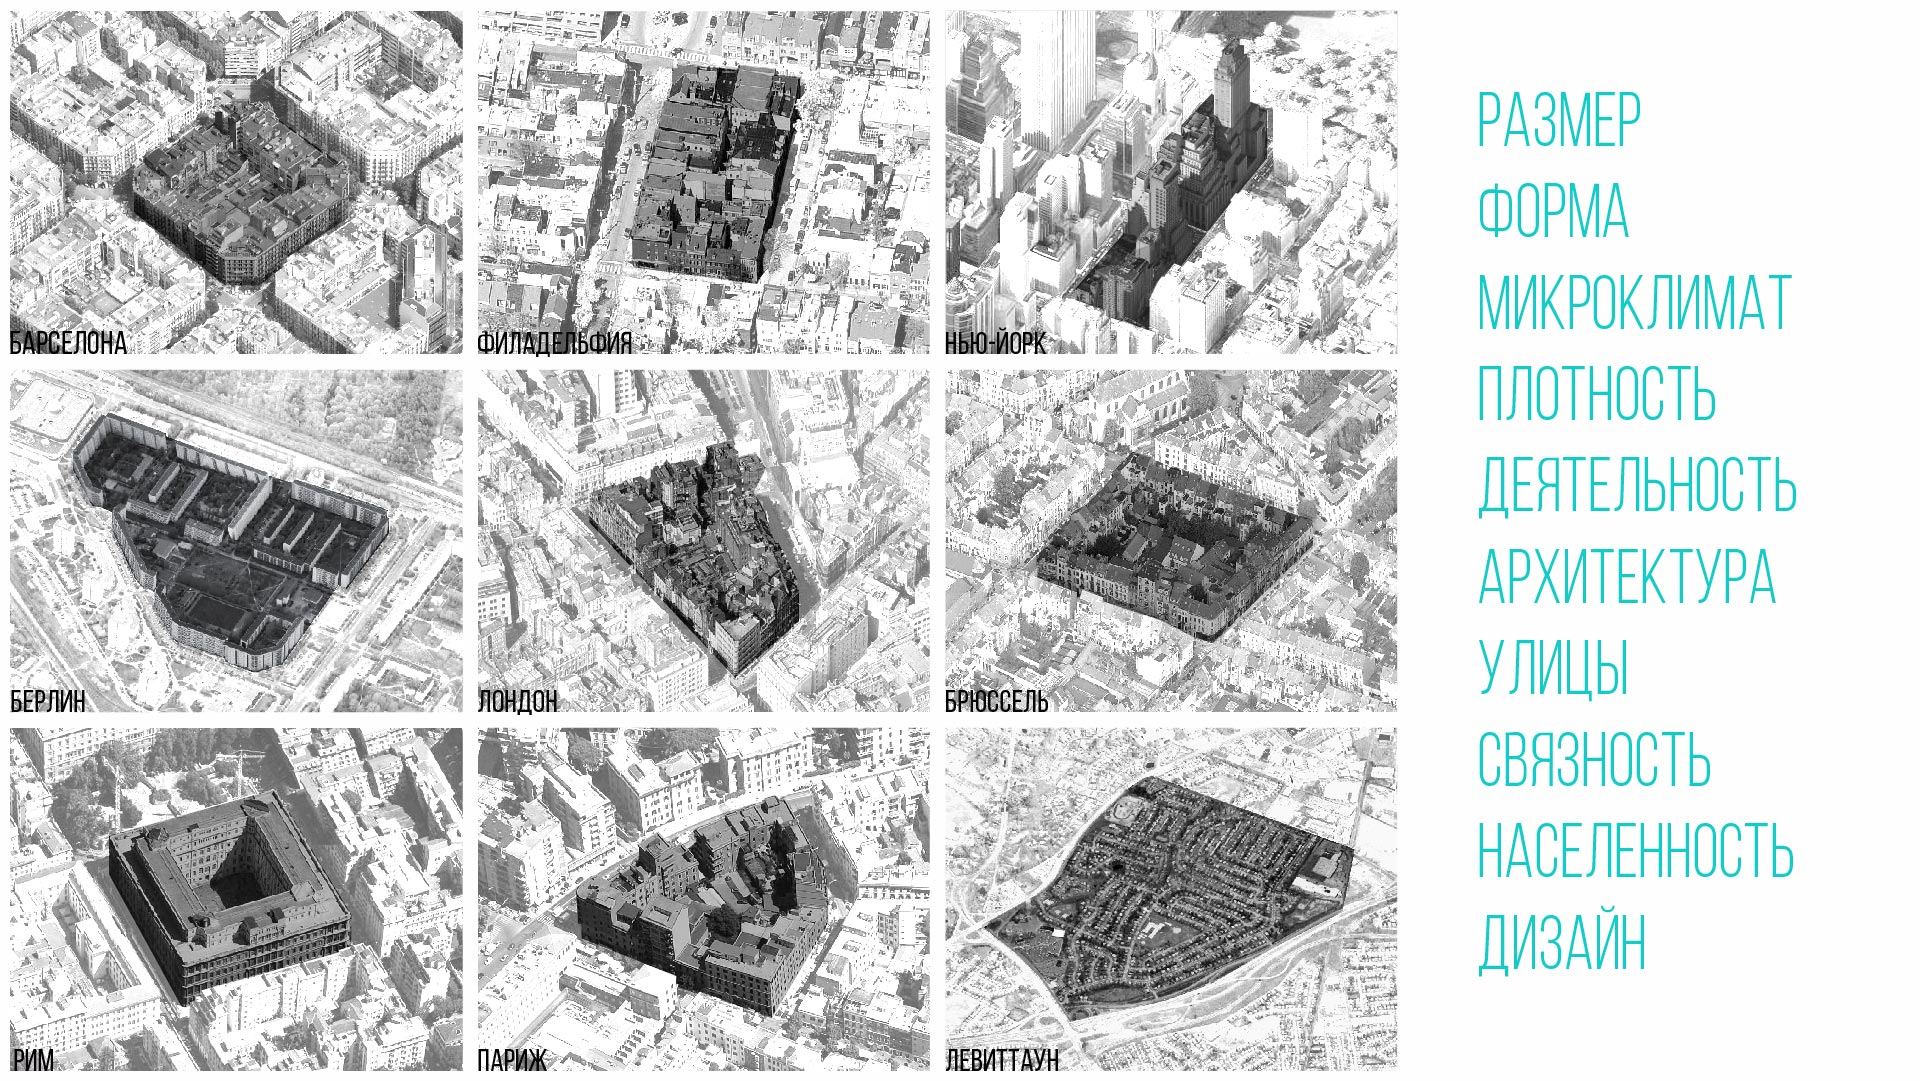 БАРСЕЛОНА
ФИЛАДЕЛЬФИЯ
НЬЮ-ЙОРК
БЕРЛИН
ЛОНДОН
БРЮССЕЛЬ
РИМ
ПАРИЖ
ЛЕВИТТАУН
РАЗМЕР
ФОРМА
МИКРОКЛИМАТ
ПЛОТНОСТЬ
ДЕЯТЕЛЬНОСТЬ
АРХИТЕКТУРА
УЛИЦЫ
СВЯЗНОСТЬ
НАСЕЛЕННОСТЬ
ДИЗАЙН